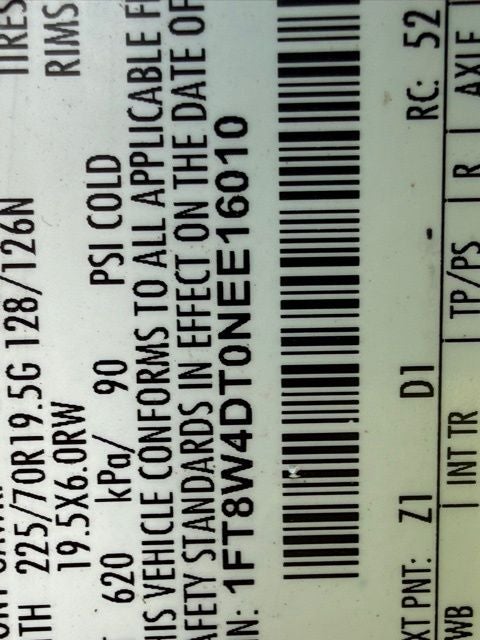 TIRES
RIMS
TH 225/70R19.5G 128/126N
19.5X6.0RW
620 kPa/ 90 PSI COLD
HIS VEHICLE CONFORMS TO ALL APPLICABLE F
AFETY STANDARDS IN EFFECT ON THE DATE OF
N: 1FT8W4DT0NEE16010
XT PNT: Z1 D1 - RC: 52
WB INT TR TP/PS R AXLE